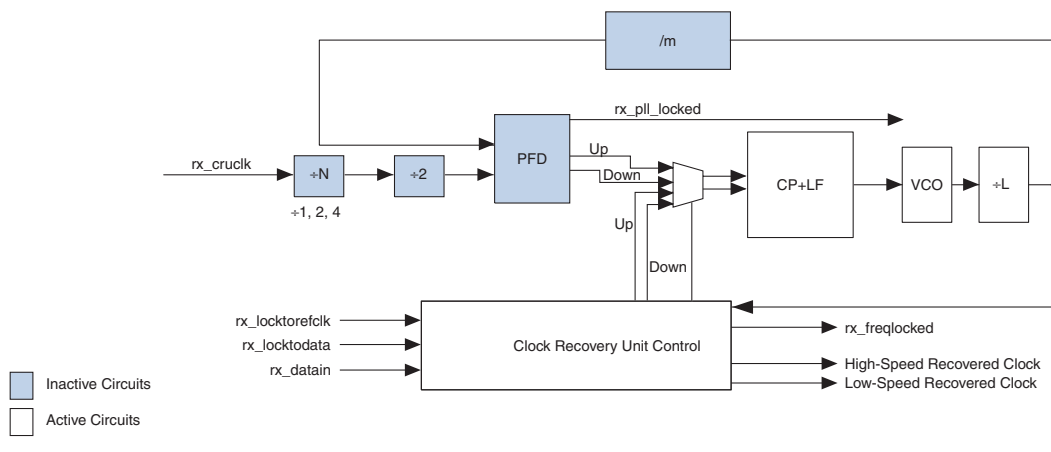 /m
rx_pll_locked
rx_cruclk
÷N
÷1, 2, 4
÷2
PFD
Up
Down
Up
Down
CP+LF
VCO
÷L
rx_locktorefclk
rx_locktodata
rx_datain
Clock Recovery Unit Control
rx_freqlocked
High-Speed Recovered Clock
Low-Speed Recovered Clock
Inactive Circuits
Active Circuits